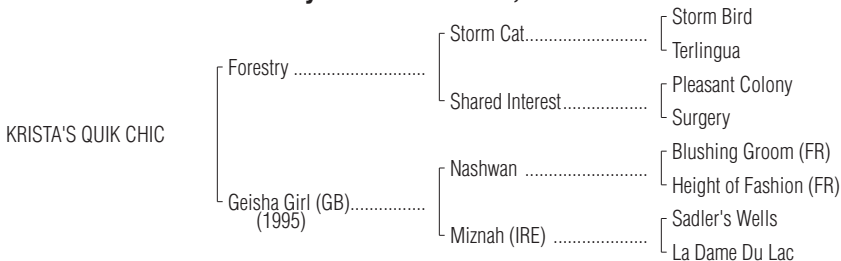 Storm Bird
Storm Cat..........................
Terlingua
Forestry ............................
Pleasant Colony
Shared Interest..................
Surgery
KRISTA'S QUIK CHIC
Blushing Groom (FR)
Nashwan ..........................
Height of Fashion (FR)
Geisha Girl (GB)................
(1995)
Sadler's Wells
Miznah (IRE) ....................
La Dame Du Lac